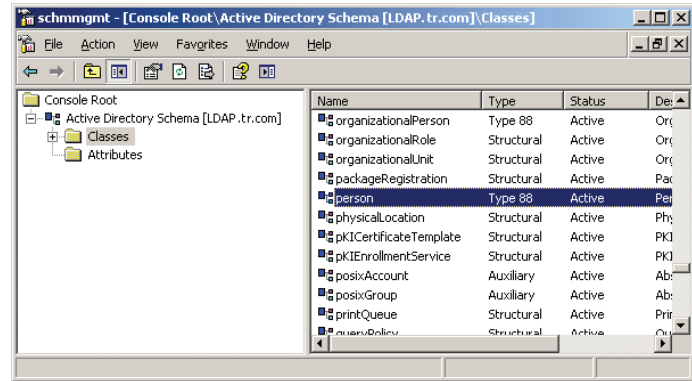 schmmgmt - [Console Root\Active Directory Schema [LDAP.tr.com]\Classes]
File Action View Favorites Window Help
Console Root
Active Directory Schema [LDAP.tr.com]
Classes
Attributes
Name Type Status
organizationalPerson Type 88 Active
organizationalRole Structural Active
organizationalUnit Structural Active
packageRegistration Structural Active
person Type 88 Active
physicalLocation Structural Active
pKICertificateTemplate Structural Active
pKIEnrollmentService Structural Active
posixAccount Auxiliary Active
posixGroup Auxiliary Active
printQueue Structural Active
queryPolicy Structural Active